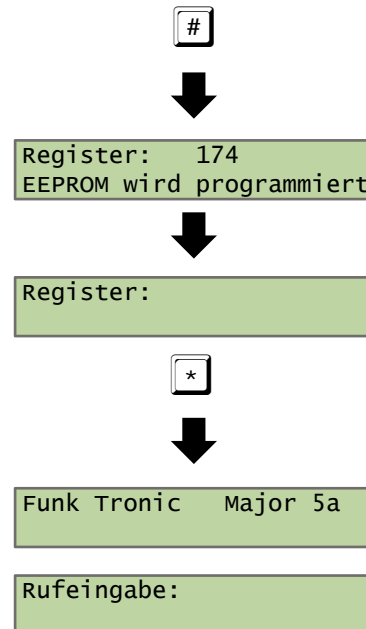 #
Register:   174
EEPROM wird programmiert
Register:
*
Funk Tronic   Major 5a
Rufeingabe: